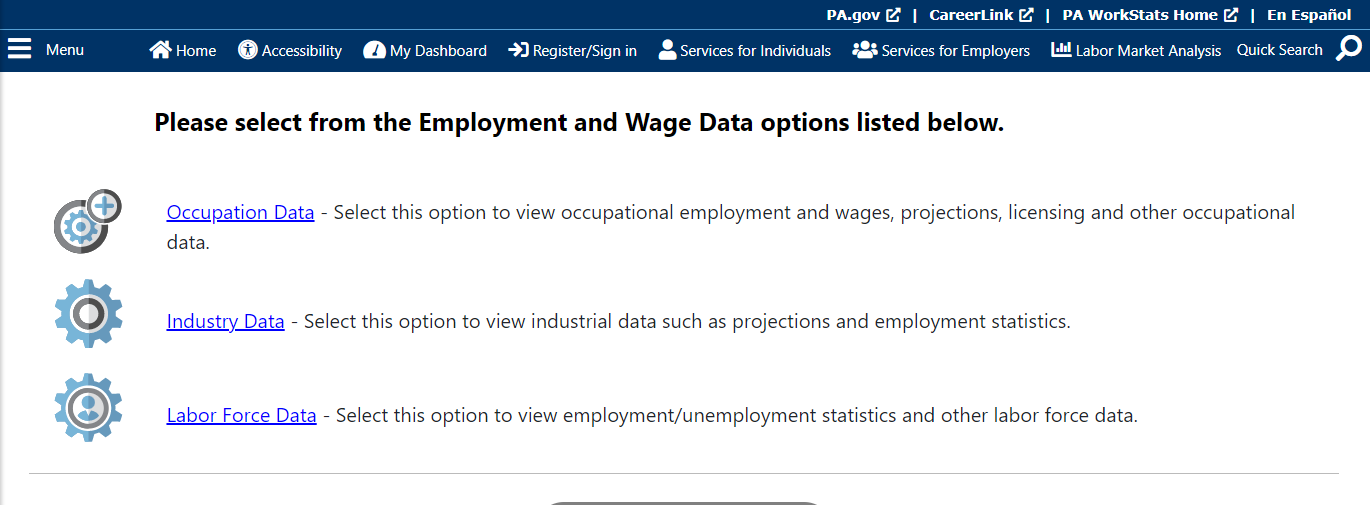 PA.gov | CareerLink | PA WorkStats Home | En Español
Menu Home Accessibility My Dashboard Register/Sign in Services for Individuals Services for Employers Labor Market Analysis Quick Search
Please select from the Employment and Wage Data options listed below.
Occupation Data - Select this option to view occupational employment and wages, projections, licensing and other occupational
data.
Industry Data - Select this option to view industrial data such as projections and employment statistics.
Labor Force Data - Select this option to view employment/unemployment statistics and other labor force data.